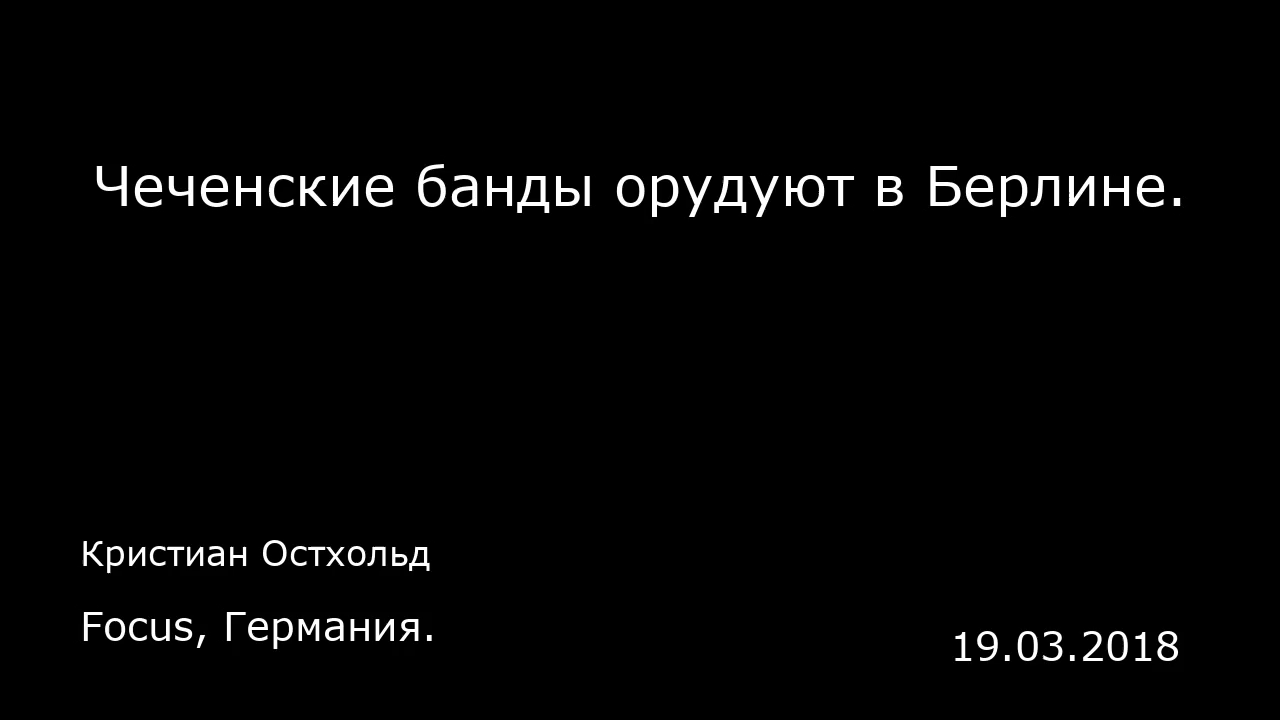 Чеченские банды орудуют в Берлине.
Кристиан Остхольд
Focus, Германия.
19.03.2018